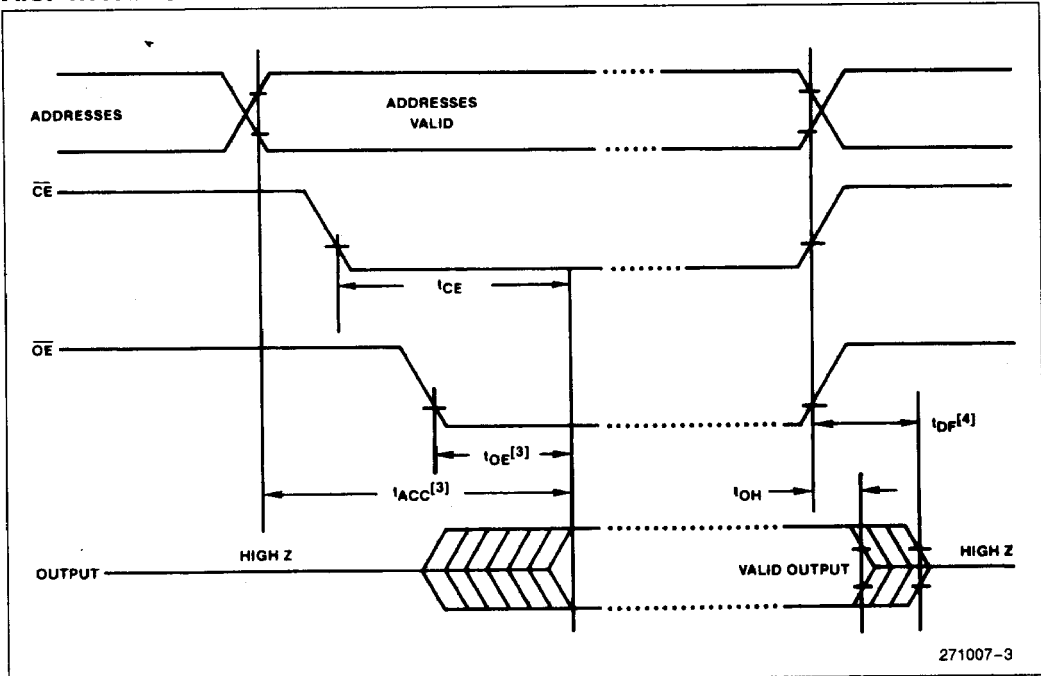 ADDRESSES
ADDRESSES
VALID
CE
tCE
OE
tOE[3]
tDF[4]
tACC[3]
tOH
OUTPUT
HIGH Z
VALID OUTPUT
HIGH Z
271007-3